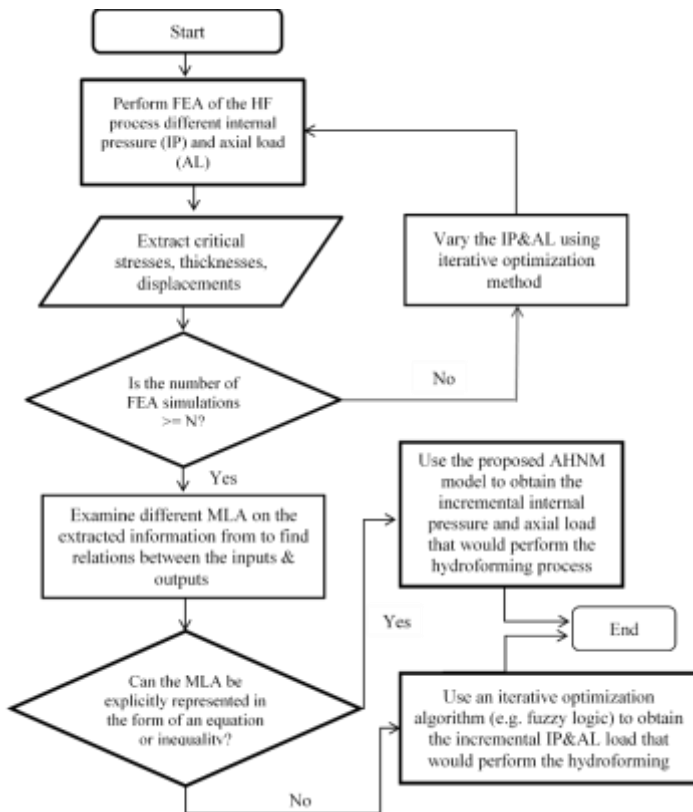 Start
Perform FEA of the HF
process different internal
pressure (IP) and axial load
(AL)
Extract critical
stresses, thicknesses,
displacements
Vary the IP&AL using
iterative optimization
method
Is the number of
FEA simulations
>= N?
No
Yes
Examine different MLA on the
extracted information from to find
relations between the inputs &
outputs
Use the proposed AHNM
model to obtain the
incremental internal
pressure and axial load
that would perform the
hydroforming process
Yes
End
Can the MLA be
explicitly represented in
the form of an equation
or inequality?
Use an iterative optimization
algorithm (e.g. fuzzy logic) to obtain
the incremental IP&AL load that
would perform the hydroforming
No